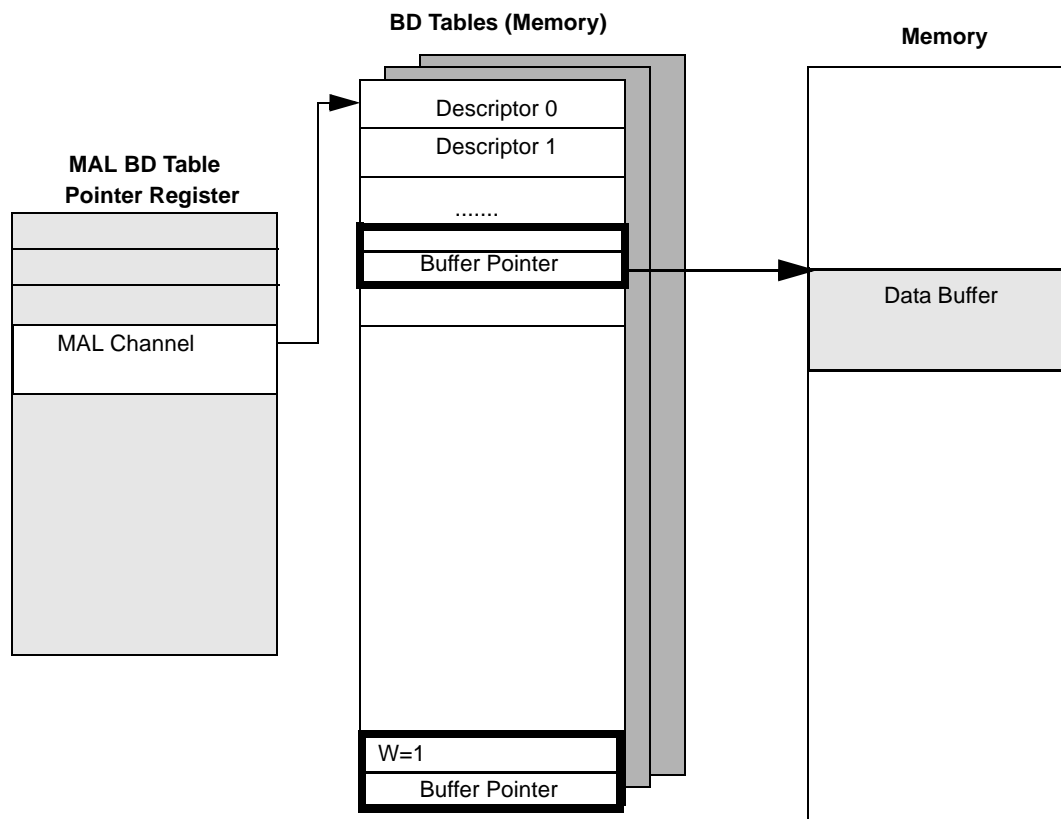 BD Tables (Memory)
Memory
Descriptor 0
Descriptor 1
MAL BD Table
Pointer Register
.......
Buffer Pointer
Data Buffer
MAL Channel
W=1
Buffer Pointer